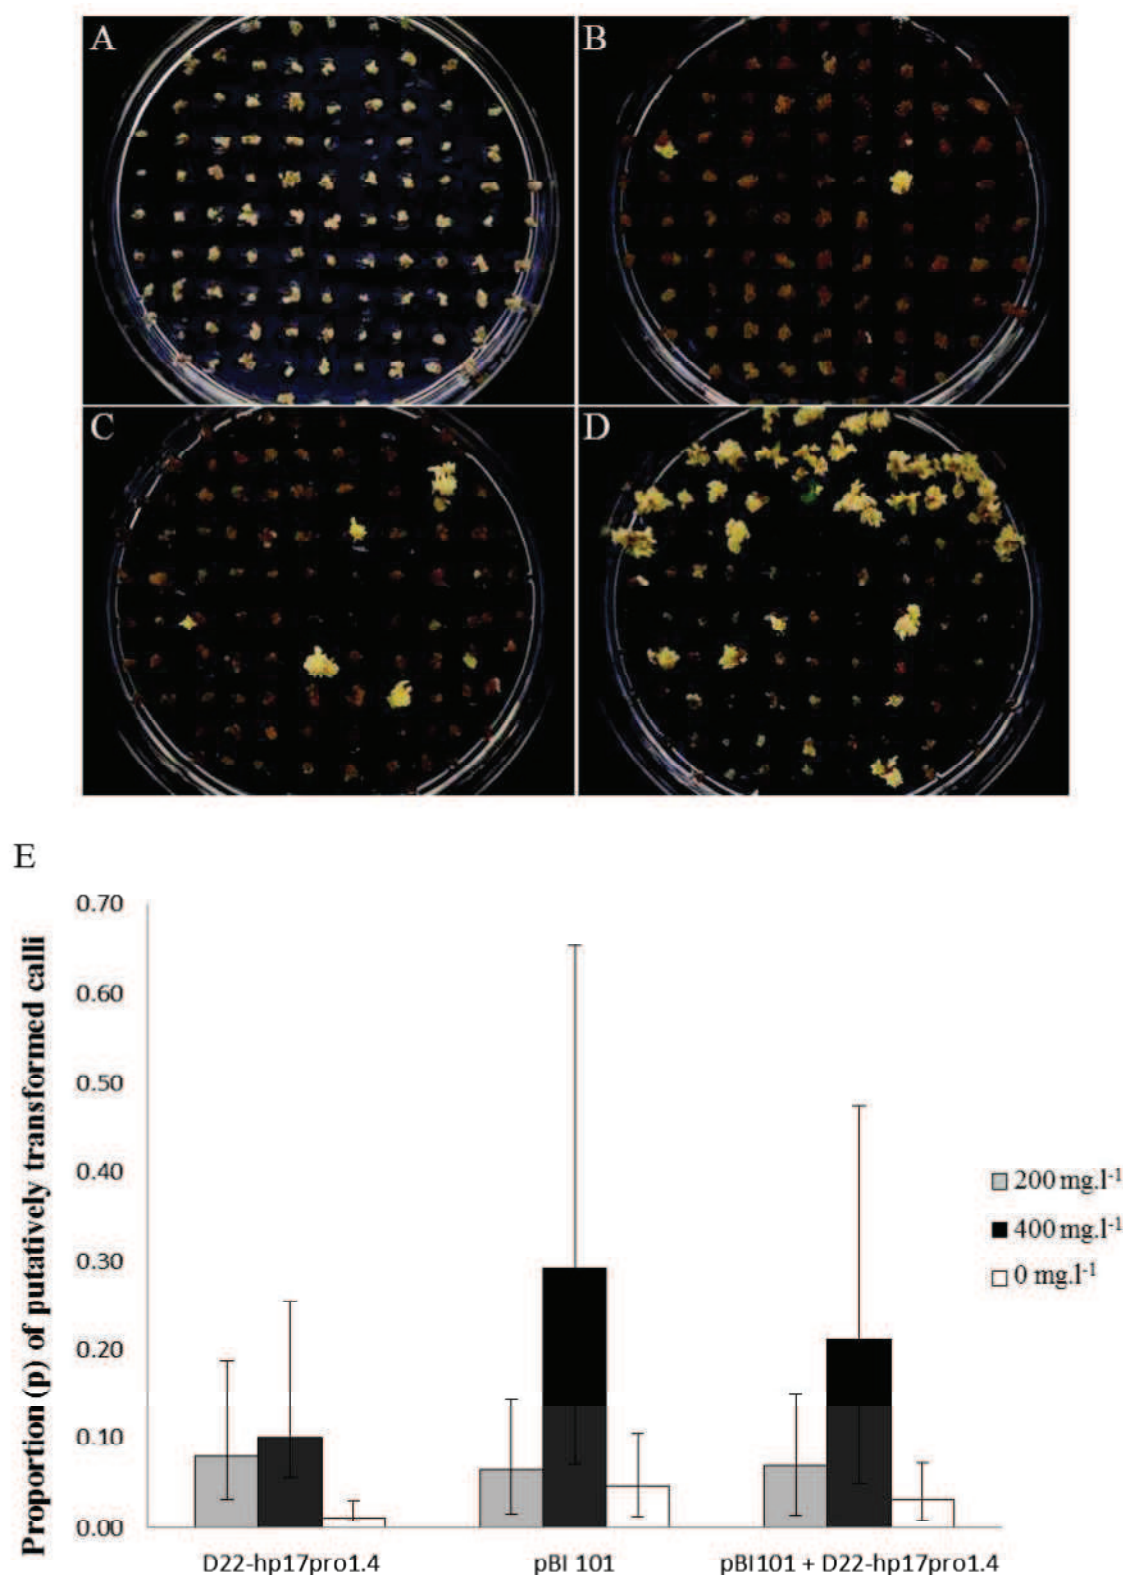 A
B
C
D
E
Proportion (p) of putatively transformed calli
0.70
0.60
0.50
0.40
0.30
0.20
0.10
0.00
200 mg.l⁻¹
400 mg.l⁻¹
0 mg.l⁻¹
D22-hp17pro1.4
pBI 101
pBI101 + D22-hp17pro1.4